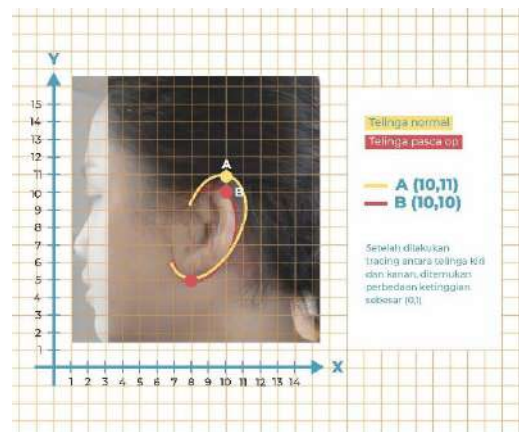 Y
15
14
13
12
11
10
9
8
7
6
5
4
3
2
1
A
B
1 2 3 4 5 6 7 8 9 10 11 12 13 14
X
Telinga normal
Telinga pasca op
A (10,11)
B (10,10)
Setelah dilakukan
tracing antara telinga kiri
dan kanan, ditemukan
perbedaan ketinggian
sebesar (0,1)